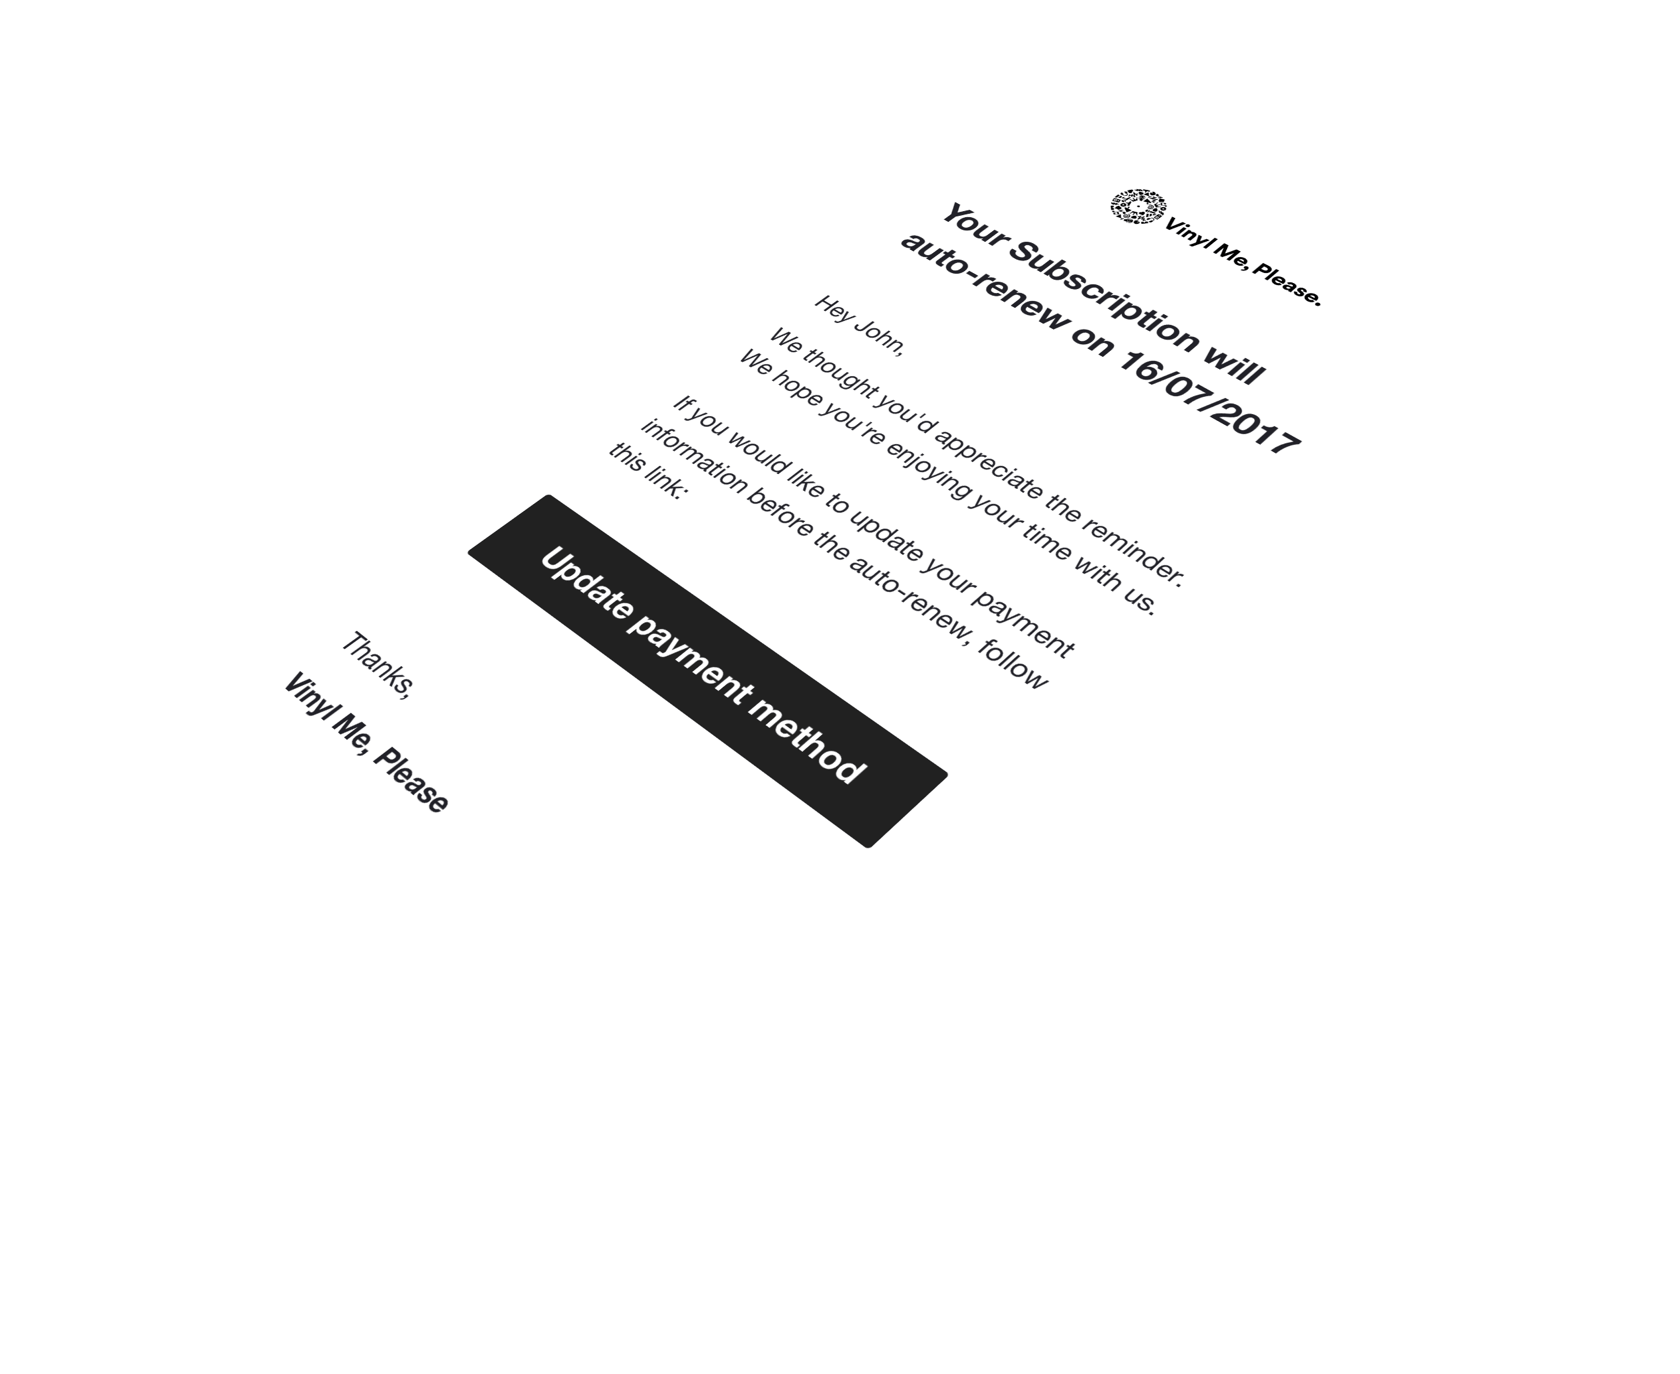 Vinyl Me, Please.
Your Subscription will
auto-renew on 16/07/2017
Hey John,
We thought you'd appreciate the reminder.
We hope you're enjoying your time with us.
If you would like to update your payment
information before the auto-renew, follow
this link:
Update payment method
Thanks,
Vinyl Me, Please